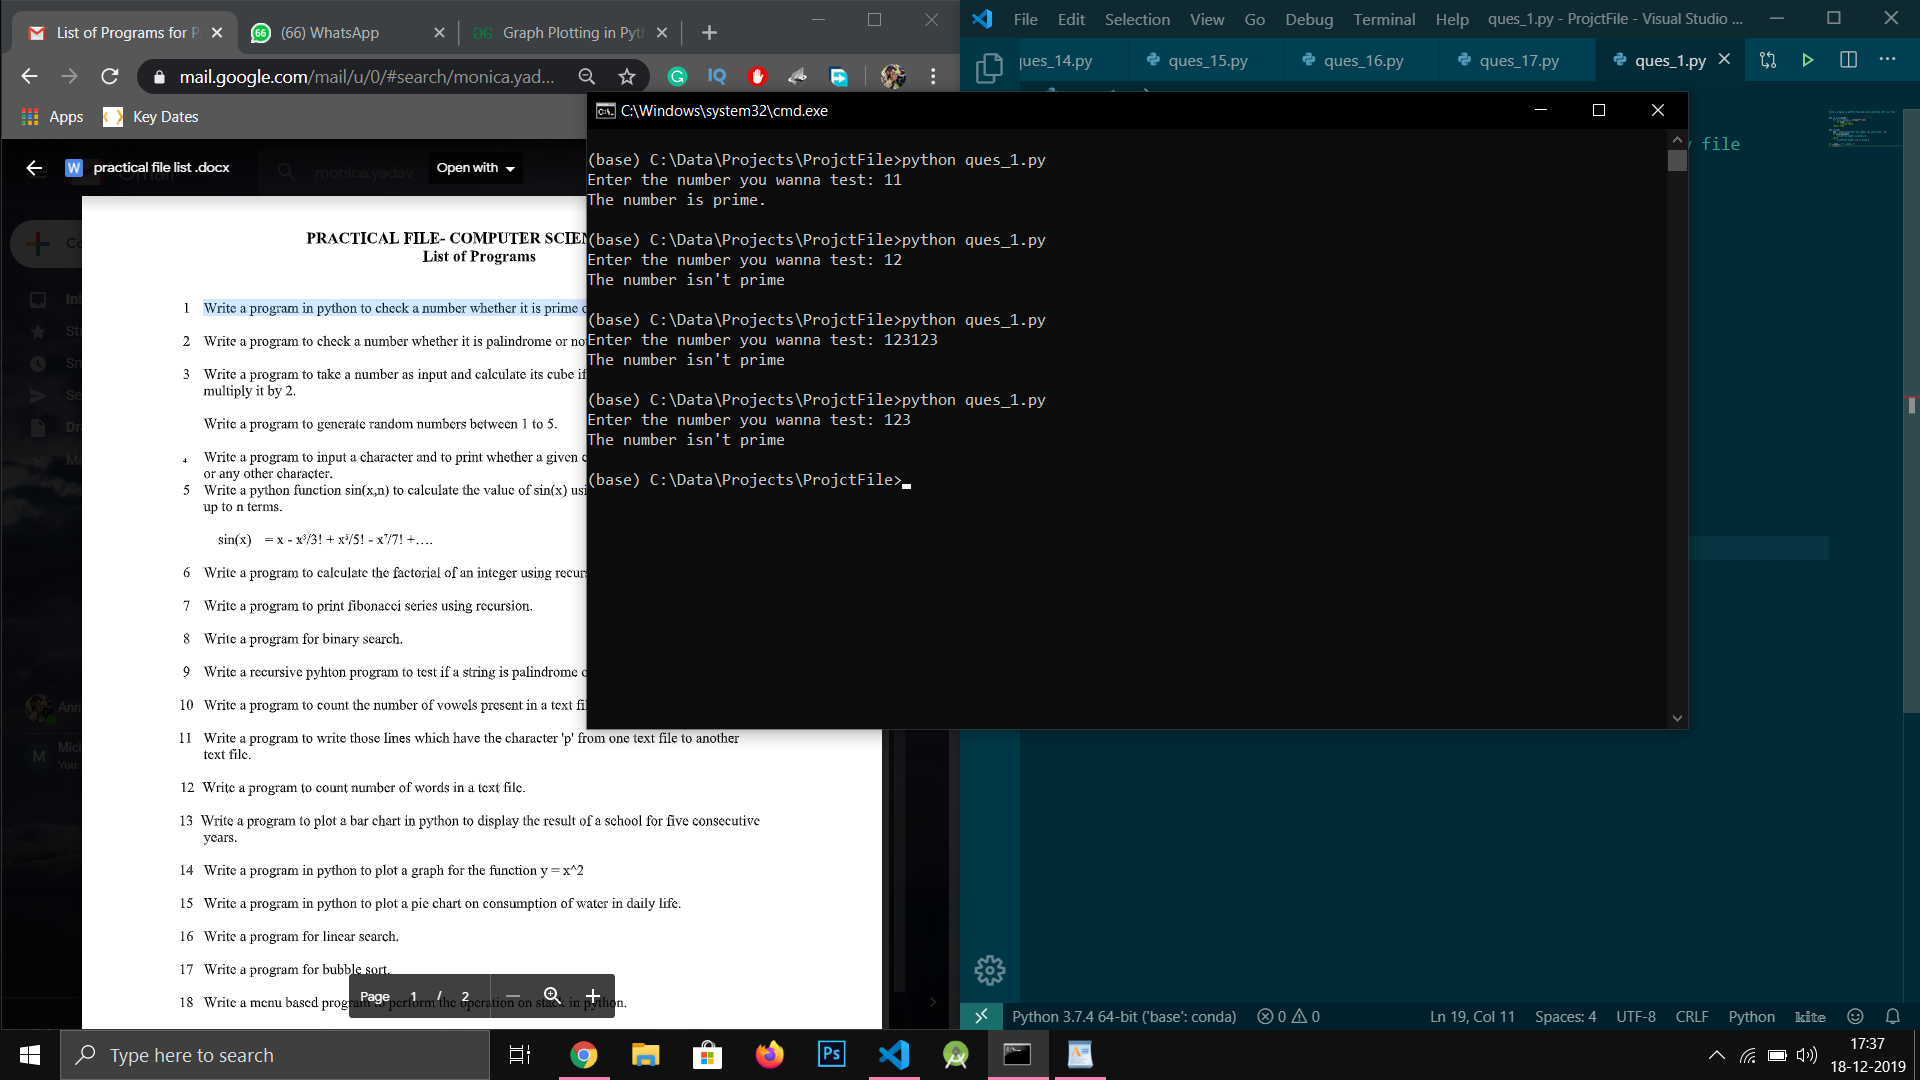 List of Programs for P
(66) WhatsApp
Graph Plotting in Pyth
mail.google.com/mail/u/0/#search/monica.yad...
Apps
Key Dates
practical file list .docx
Open with
PRACTICAL FILE- COMPUTER SCIEN
List of Programs
1 Write a program in python to check a number whether it is prime o
2 Write a program to check a number whether it is palindrome or no
3 Write a program to take a number as input and calculate its cube if
multiply it by 2.
Write a program to generate random numbers between 1 to 5.
4 Write a program to input a character and to print whether a given c
or any other character.
5 Write a python function sin(x,n) to calculate the value of sin(x) usi
up to n terms.
sin(x) = x - x³/3! + x⁵/5! - x⁷/7! +….
6 Write a program to calculate the factorial of an integer using recur
7 Write a program to print fibonacci series using recursion.
8 Write a program for binary search.
9 Write a recursive pyhton program to test if a string is palindrome o
10 Write a program to count the number of vowels present in a text fil
11 Write a program to write those lines which have the character 'p' from one text file to another
text file.
12 Write a program to count number of words in a text file.
13 Write a program to plot a bar chart in python to display the result of a school for five consecutive
years.
14 Write a program in python to plot a graph for the function y = x^2
15 Write a program in python to plot a pie chart on consumption of water in daily life.
16 Write a program for linear search.
17 Write a program for bubble sort.
18 Write a menu based program to perform the operation on stack in python.
Page 1 / 2
C:\Windows\system32\cmd.exe
(base) C:\Data\Projects\ProjctFile>python ques_1.py
Enter the number you wanna test: 11
The number is prime.
(base) C:\Data\Projects\ProjctFile>python ques_1.py
Enter the number you wanna test: 12
The number isn't prime
(base) C:\Data\Projects\ProjctFile>python ques_1.py
Enter the number you wanna test: 123123
The number isn't prime
(base) C:\Data\Projects\ProjctFile>python ques_1.py
Enter the number you wanna test: 123
The number isn't prime
(base) C:\Data\Projects\ProjctFile>
File Edit Selection View Go Debug Terminal Help ques_1.py - ProjctFile - Visual Studio ...
ques_14.py ques_15.py ques_16.py ques_17.py ques_1.py
file
Python 3.7.4 64-bit ('base': conda) 0 0 Ln 19, Col 11 Spaces: 4 UTF-8 CRLF Python kite
Type here to search
Ps
17:37
18-12-2019